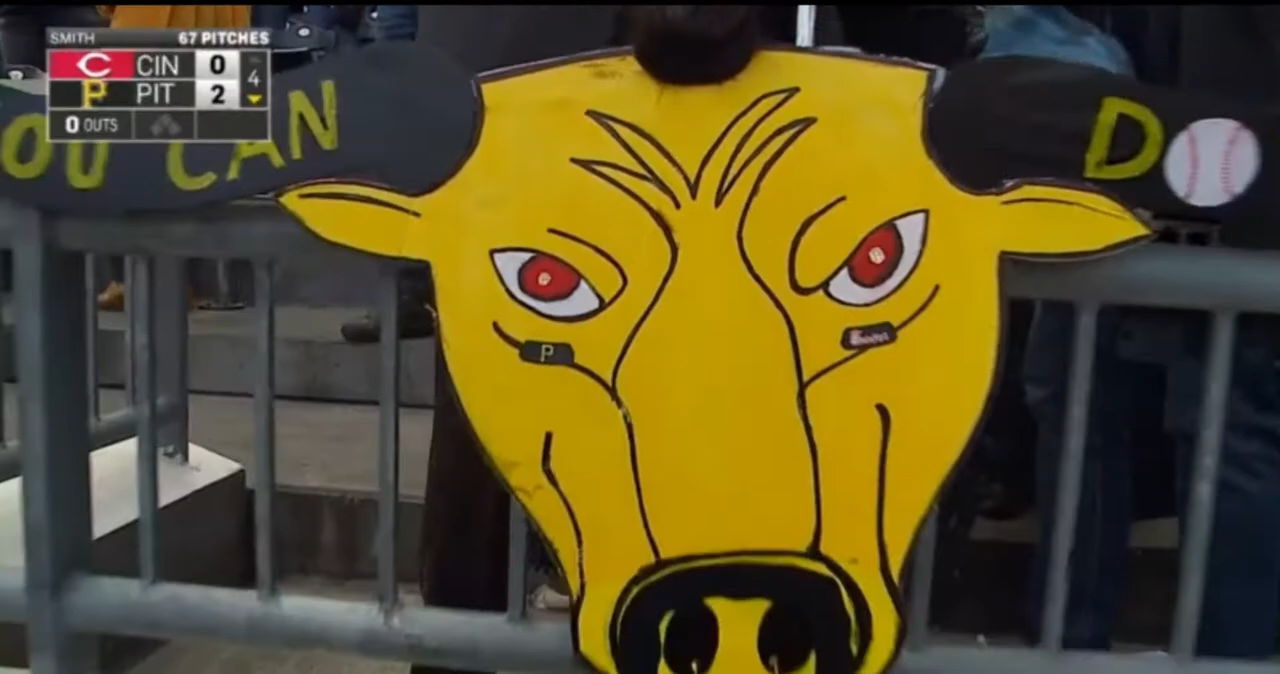 SMITH 67 PITCHES
CIN 0
4
P PIT 2
0 OUTS
OU CAN D
P